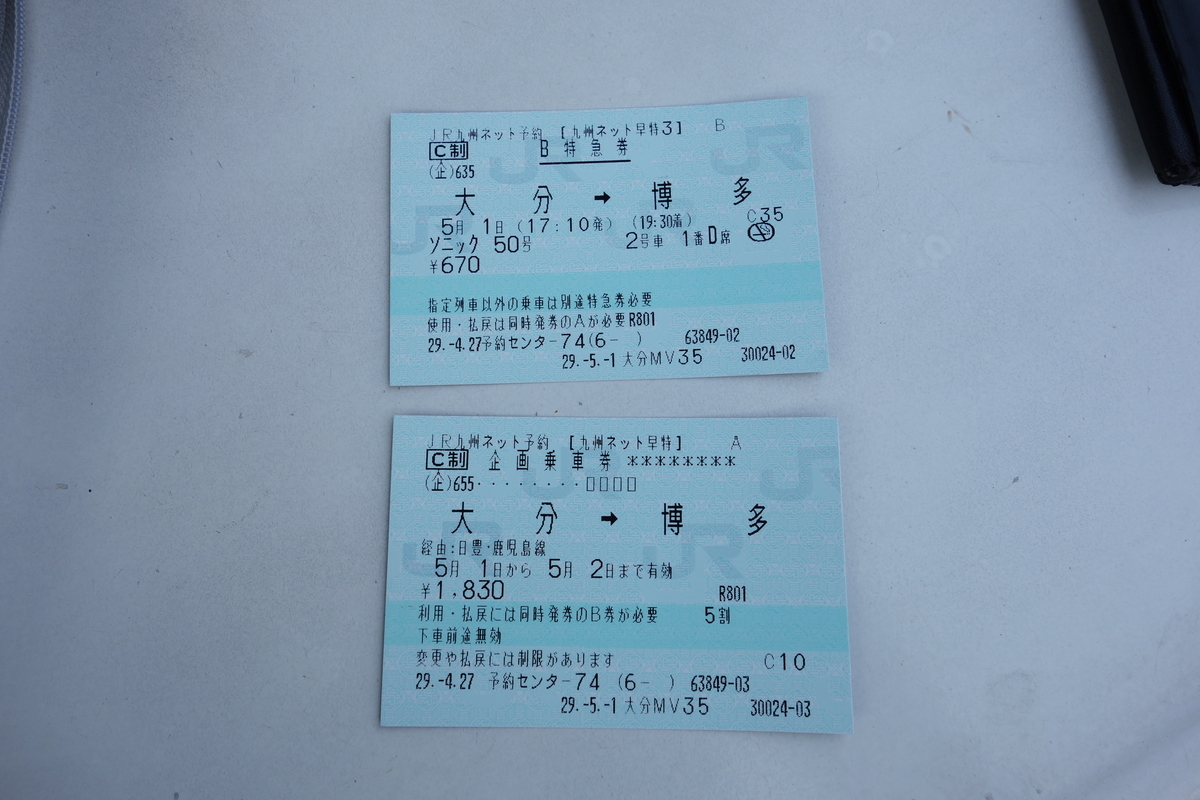 JR九州ネット予約 [九州ネット早特3] B
C制 B特急券
(企)635
大分 → 博多
5月 1日 (17:10発) (19:30着) C35
ソニック 50号 2号車 1番D席
¥670
指定列車以外の乗車は別途特急券必要
使用・払戻は同時発券のAが必要R801
29.-4.27予約センター74(6- ) 63849-02
29.-5.-1 大分MV35 30024-02
JR九州ネット予約 [九州ネット早特] A
C制 企画乗車券 ********
(企)655・・・・・・・・□□□□
大分 → 博多
経由:日豊・鹿児島線
5月 1日から 5月 2日まで有効
¥1,830 R801
利用・払戻には同時発券のB券が必要 5割
下車前途無効
変更や払戻には制限があります C10
29.-4.27 予約センター74 (6- ) 63849-03
29.-5.-1 大分MV35 30024-03